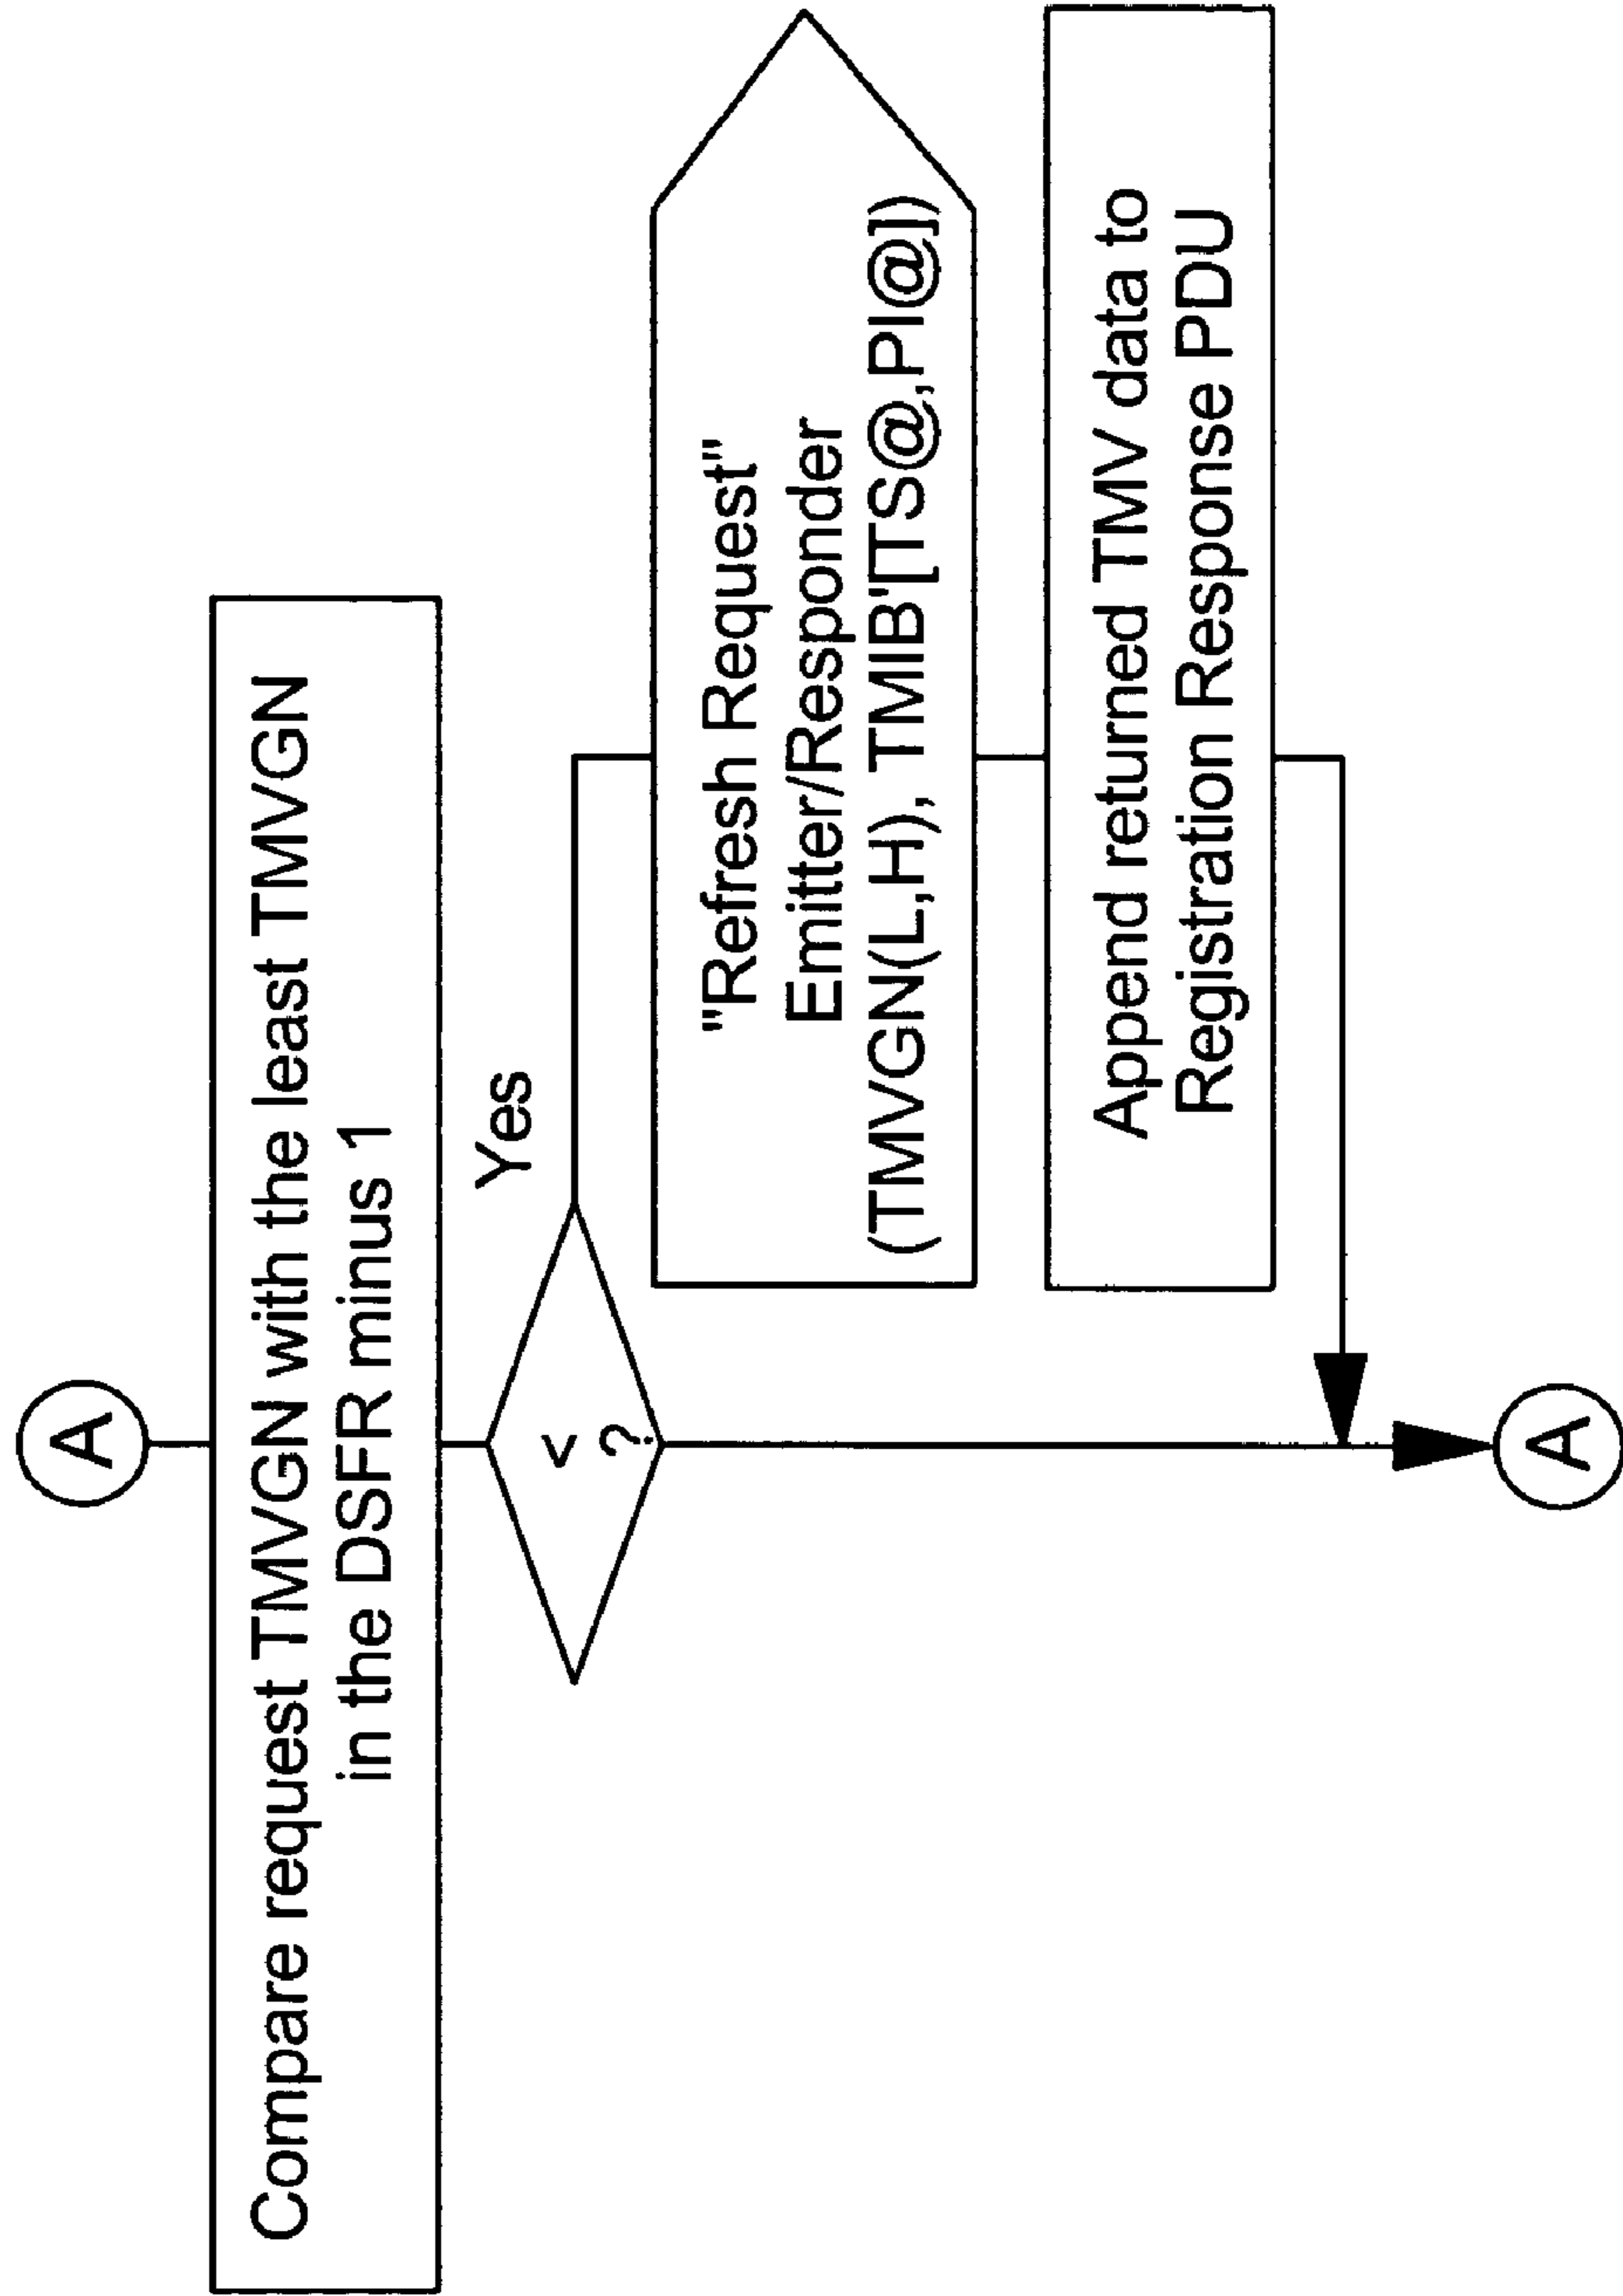 A
Compare request TMVGN with the least TMVGN
in the DSFR minus 1
Yes
<
?
"Refresh Request"
Emitter/Responder
(TMVGN(L,H), TMIB'[TS@,PI@])
Append returned TMV data to
Registration Response PDU
A